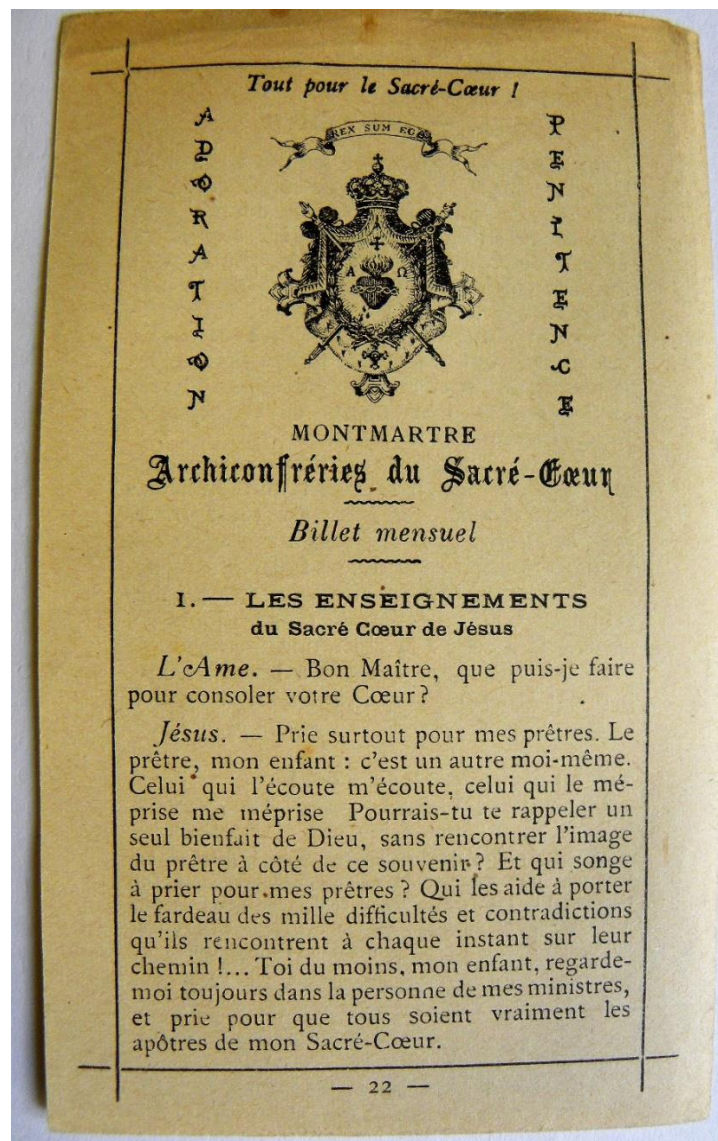 Tout pour le Sacré-Cœur !
ADORATION
REX SUM EGO
A Ω
PENITENCE
MONTMARTRE
Archiconfréries du Sacré-Cœur
Billet mensuel
I. — LES ENSEIGNEMENTS
du Sacré Cœur de Jésus
L'Ame. — Bon Maître, que puis-je faire
pour consoler votre Cœur ?
Jésus. — Prie surtout pour mes prêtres. Le
prêtre, mon enfant : c'est un autre moi-même.
Celui qui l'écoute m'écoute, celui qui le mé-
prise me méprise Pourrais-tu te rappeler un
seul bienfait de Dieu, sans rencontrer l'image
du prêtre à côté de ce souvenir ? Et qui songe
à prier pour mes prêtres ? Qui les aide à porter
le fardeau des mille difficultés et contradictions
qu'ils rencontrent à chaque instant sur leur
chemin !... Toi du moins, mon enfant, regarde-
moi toujours dans la personne de mes ministres,
et prie pour que tous soient vraiment les
apôtres de mon Sacré-Cœur.
— 22 —